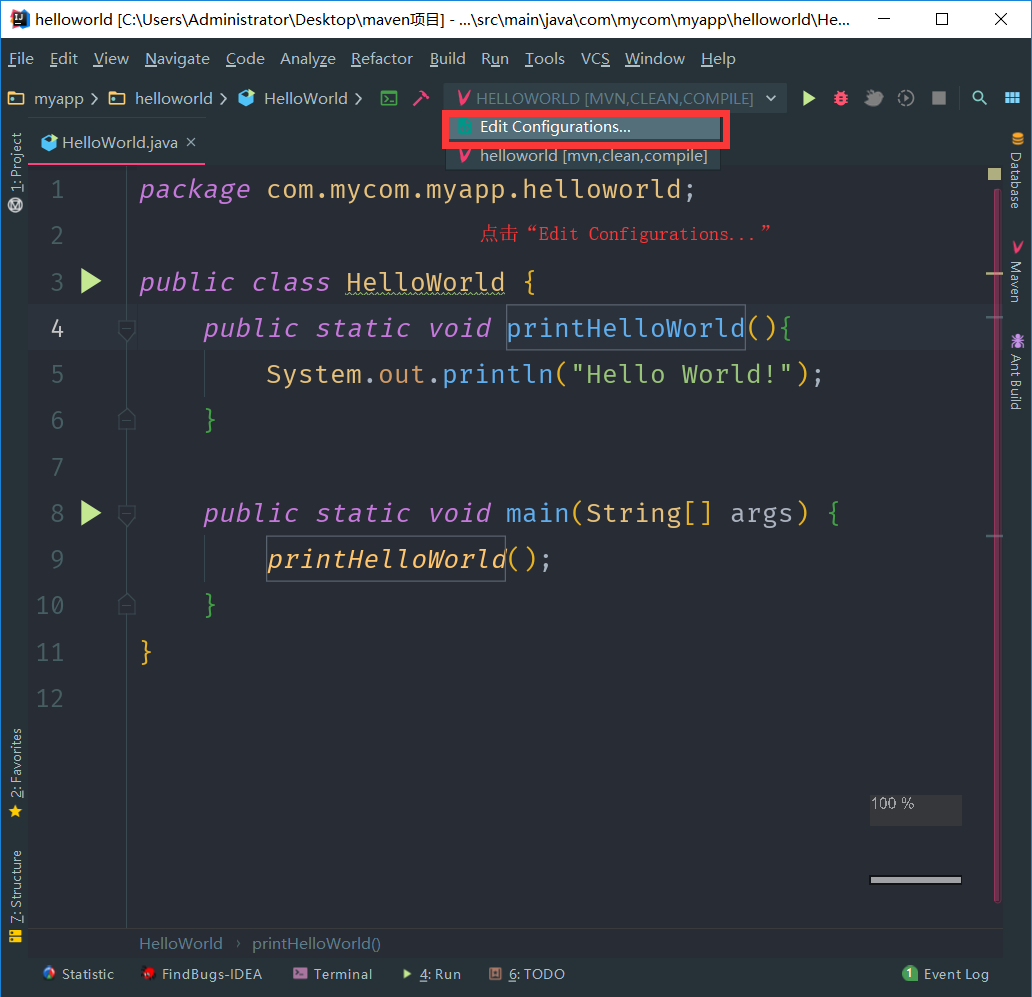 helloworld [C:\Users\Administrator\Desktop\maven项目] - ...\src\main\java\com\mycom\myapp\helloworld\He...
File Edit View Navigate Code Analyze Refactor Build Run Tools VCS Window Help
myapp helloworld HelloWorld HELLOWORLD [MVN,CLEAN,COMPILE]
Edit Configurations...
helloworld [mvn,clean,compile]
HelloWorld.java
1: Project
Database
Maven
Ant Build
1 package com.mycom.myapp.helloworld;
2
点击“Edit Configurations...”
3 public class HelloWorld {
4 public static void printHelloWorld(){
5 System.out.println("Hello World!");
6 }
7
8 public static void main(String[] args) {
9 printHelloWorld();
10 }
11 }
12
2: Favorites
7: Structure
100 %
HelloWorld › printHelloWorld()
Statistic FindBugs-IDEA Terminal 4: Run 6: TODO 1 Event Log